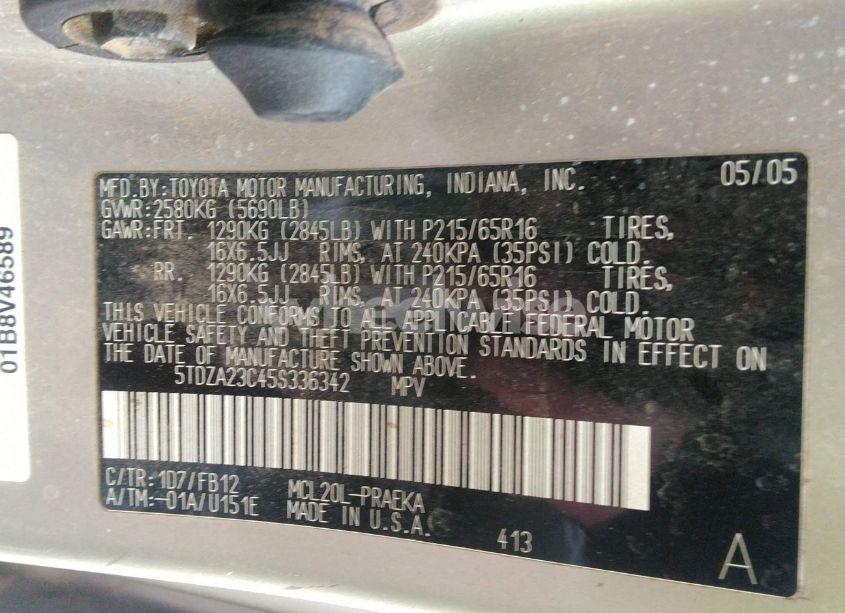 MFD. BY: TOYOTA MOTOR MANUFACTURING, INDIANA, INC. 05/05
GVWR: 2580KG (5690LB)
GAWR: FRT. 1290KG (2845LB) WITH P215/65R16 TIRES,
16X6.5JJ RIMS, AT 240KPA (35PSI) COLD.
RR. 1290KG (2845LB) WITH P215/65R16 TIRES,
16X6.5JJ RIMS, AT 240KPA (35PSI) COLD.
THIS VEHICLE CONFORMS TO ALL APPLICABLE FEDERAL MOTOR
VEHICLE SAFETY AND THEFT PREVENTION STANDARDS IN EFFECT ON
THE DATE OF MANUFACTURE SHOWN ABOVE.
5TDZA23C45S336342 MPV
C/TR: 1D7/FB12
A/TM: -01A/U151E
MCL20L-PRAEKA
MADE IN U.S.A.
413
A
01B8V46589